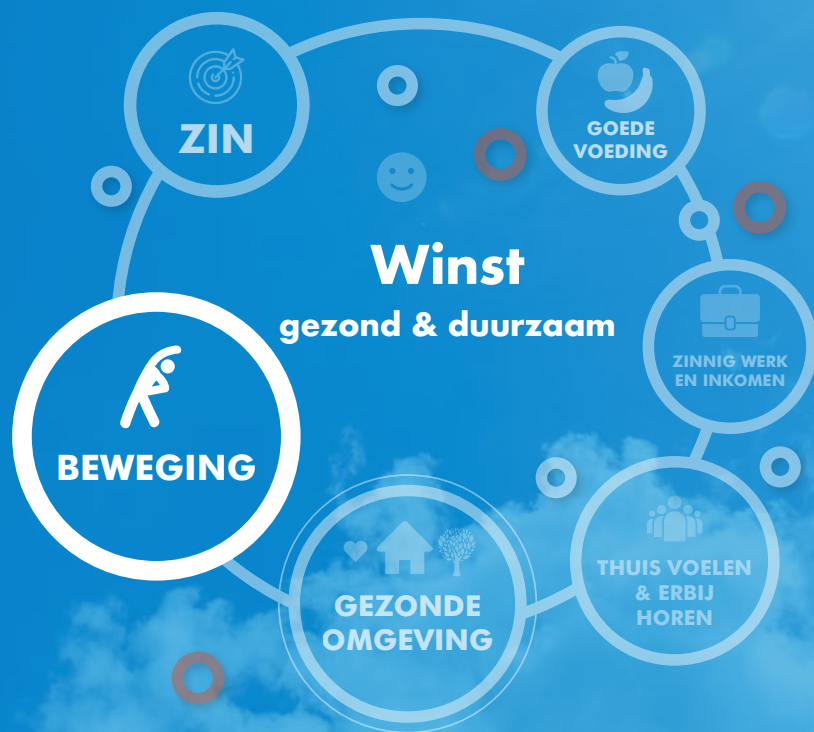 ZIN
GOEDE
VOEDING
Winst
gezond & duurzaam
ZINNIG WERK
EN INKOMEN
BEWEGING
THUIS VOELEN
& ERBIJ
HOREN
GEZONDE
OMGEVING